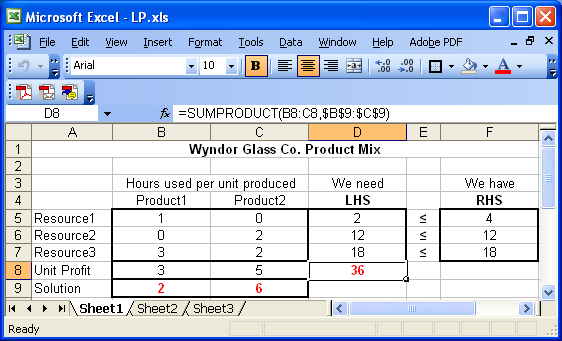 Microsoft Excel - LP.xls
File Edit View Insert Format Tools Data Window Help Adobe PDF
Arial 10 B
D8 fx =SUMPRODUCT(B8:C8,$B$9:$C$9)
A B C D E F
1 Wyndor Glass Co. Product Mix
2
3 Hours used per unit produced We need We have
4 Product1 Product2 LHS RHS
5 Resource1 1 0 2 ≤ 4
6 Resource2 0 2 12 ≤ 12
7 Resource3 3 2 18 ≤ 18
8 Unit Profit 3 5 36
9 Solution 2 6
Sheet1 Sheet2 Sheet3
Ready